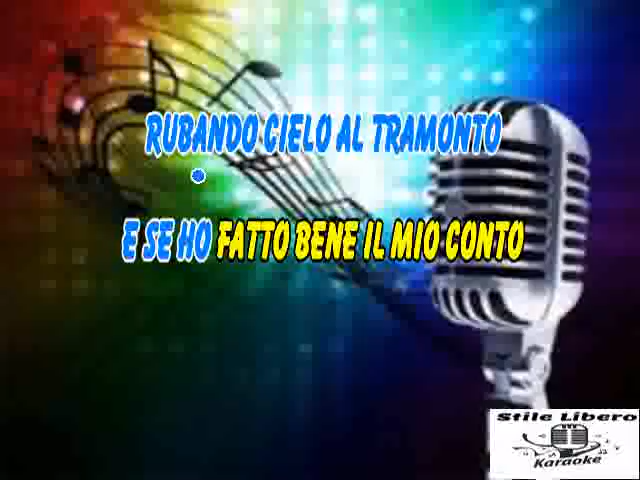 RUBANDO CIELO AL TRAMONTO
E SE HO FATTO BENE IL MIO CONTO
Stile Libero
Karaoke